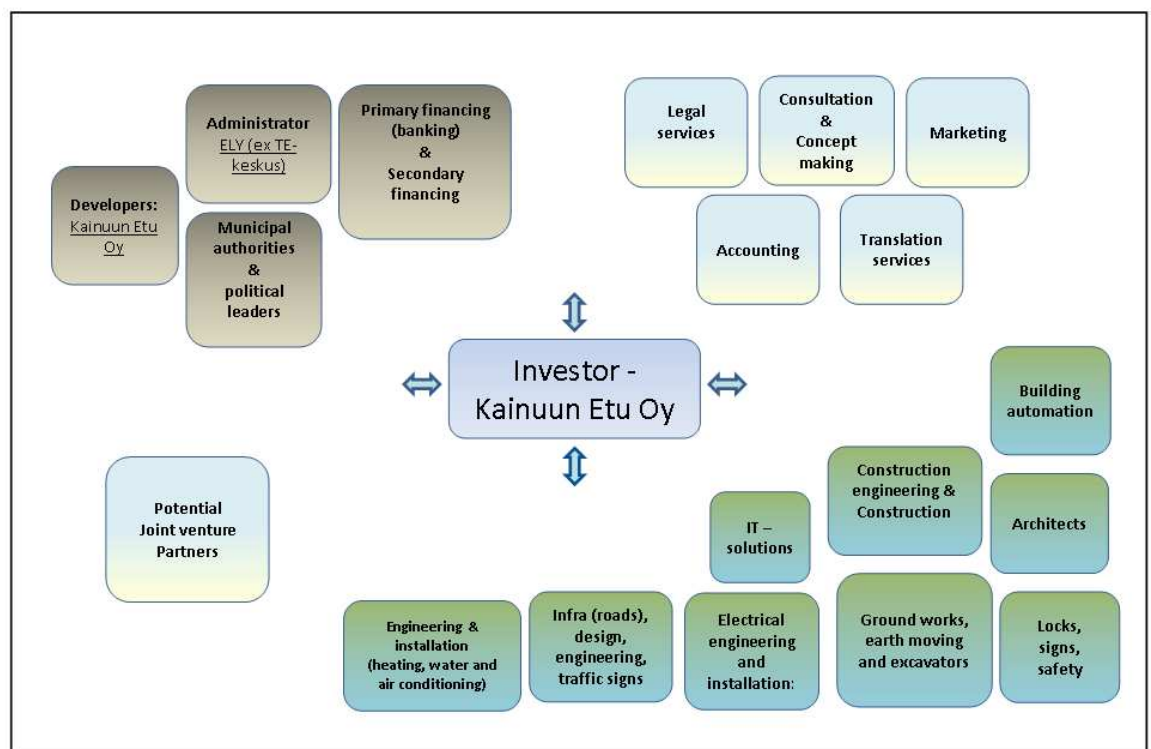 Administrator
ELY (ex TE-
keskus)
Primary financing
(banking)
&
Secondary
financing
Developers:
Kainuun Etu
Oy
Municipal
authorities
&
political
leaders
Legal
services
Consultation
&
Concept
making
Marketing
Accounting
Translation
services
Investor -
Kainuun Etu Oy
Potential
Joint venture
Partners
Building
automation
Construction
engineering &
Construction
Architects
IT –
solutions
Engineering &
installation
(heating, water and
air conditioning)
Infra (roads),
design,
engineering,
traffic signs
Electrical
engineering
and
installation:
Ground works,
earth moving
and excavators
Locks,
signs,
safety